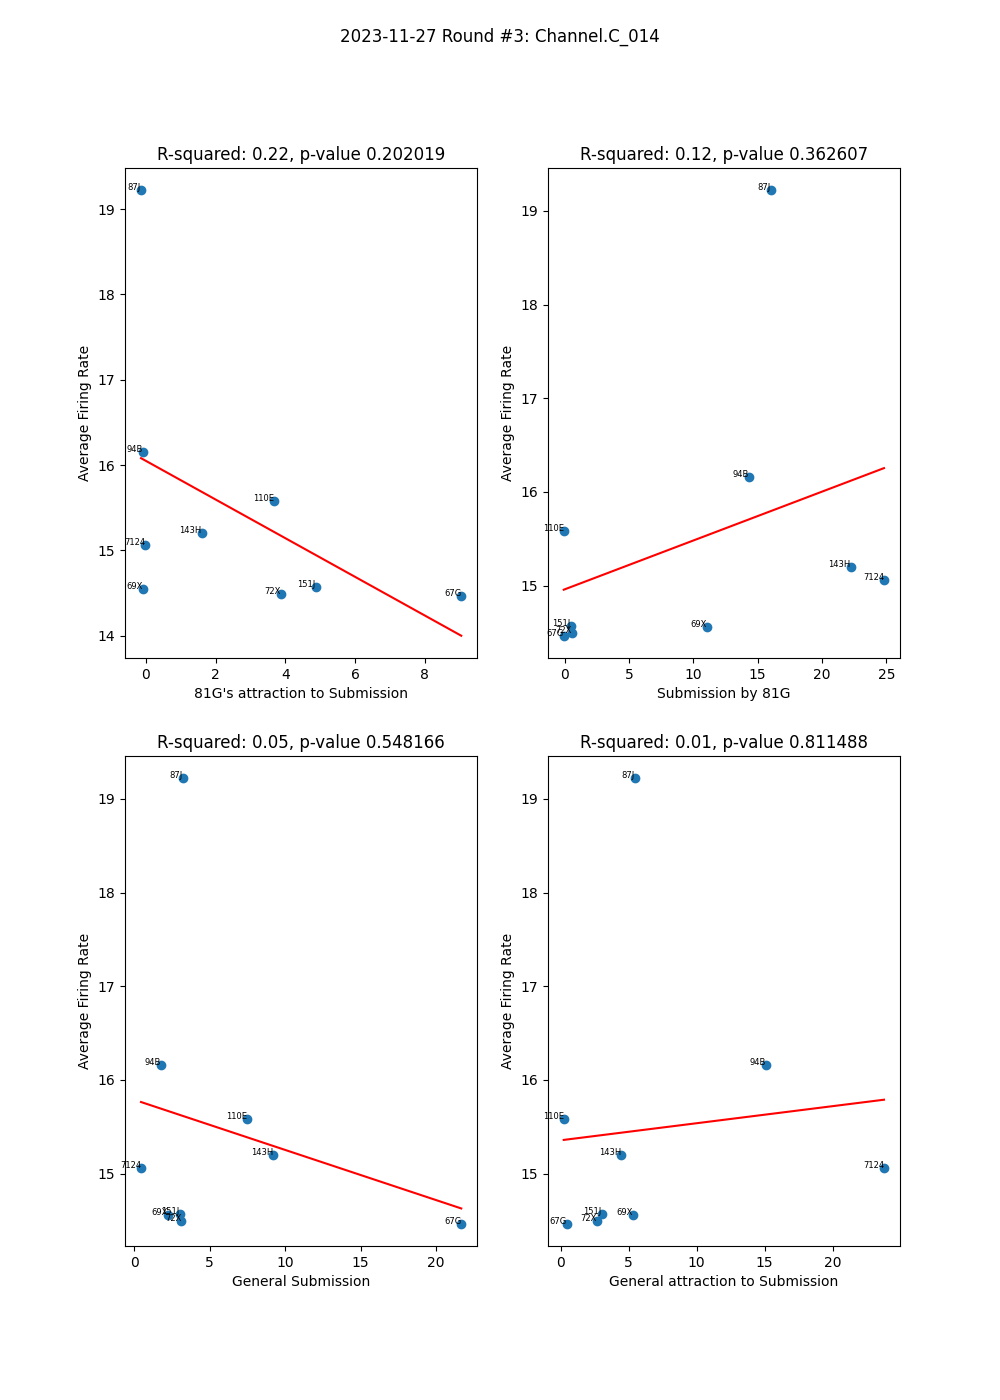 2023-11-27 Round #3: Channel.C_014
R-squared: 0.22, p-value 0.202019
Average Firing Rate
19
18
17
16
15
14
87J
94B
110E
143H
7124
69X
72X
151J
67G
0 2 4 6 8
81G's attraction to Submission
R-squared: 0.12, p-value 0.362607
Average Firing Rate
19
18
17
16
15
87J
94B
110E
143H
7124
151J
72X
67G
69X
0 5 10 15 20 25
Submission by 81G
R-squared: 0.05, p-value 0.548166
Average Firing Rate
19
18
17
16
15
87J
94B
110E
143H
7124
69X
151J
72X
67G
0 5 10 15 20
General Submission
R-squared: 0.01, p-value 0.811488
Average Firing Rate
19
18
17
16
15
87J
94B
110E
143H
7124
151J
69X
72X
67G
0 5 10 15 20
General attraction to Submission